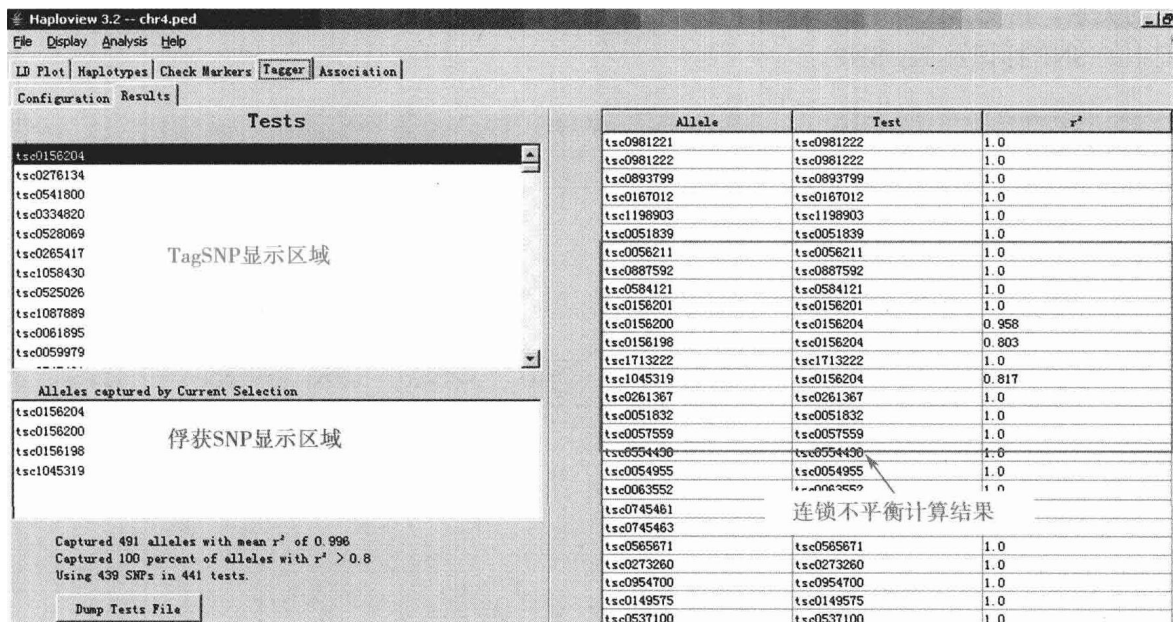 Haploview 3.2 -- chr4.ped
File Display Analysis Help
LD Plot Haplotypes Check Markers Tagger Association
Configuration Results
Tests
tsc0156204
tsc0276134
tsc0541800
tsc0334820
tsc0528069
tsc0265417
tsc1058430
tsc0525026
tsc1087889
tsc0061895
tsc0059979
TagSNP显示区域
Alleles captured by Current Selection
tsc0156204
tsc0156200
tsc0156198
tsc1045319
俘获SNP显示区域
Captured 491 alleles with mean r² of 0.996
Captured 100 percent of alleles with r² > 0.8
Using 439 SNPs in 441 tests.
Dump Tests File
Allele Test r²
tsc0981221 tsc0981222 1.0
tsc0981222 tsc0981222 1.0
tsc0893799 tsc0893799 1.0
tsc0167012 tsc0167012 1.0
tsc1198903 tsc1198903 1.0
tsc0051839 tsc0051839 1.0
tsc0056211 tsc0056211 1.0
tsc0887592 tsc0887592 1.0
tsc0584121 tsc0584121 1.0
tsc0156201 tsc0156201 1.0
tsc0156200 tsc0156204 0.958
tsc0156198 tsc0156204 0.803
tsc1713222 tsc1713222 1.0
tsc1045319 tsc0156204 0.817
tsc0261367 tsc0261367 1.0
tsc0051832 tsc0051832 1.0
tsc0057559 tsc0057559 1.0
tsc0554430 tsc0554430 1.0
tsc0054955 tsc0054955 1.0
tsc0063552 tsc0063552 1.0
tsc0745461
tsc0745463
连锁不平衡计算结果
tsc0565671 tsc0565671 1.0
tsc0273260 tsc0273260 1.0
tsc0954700 tsc0954700 1.0
tsc0149575 tsc0149575 1.0
tsc0537100 tsc0537100 1.0